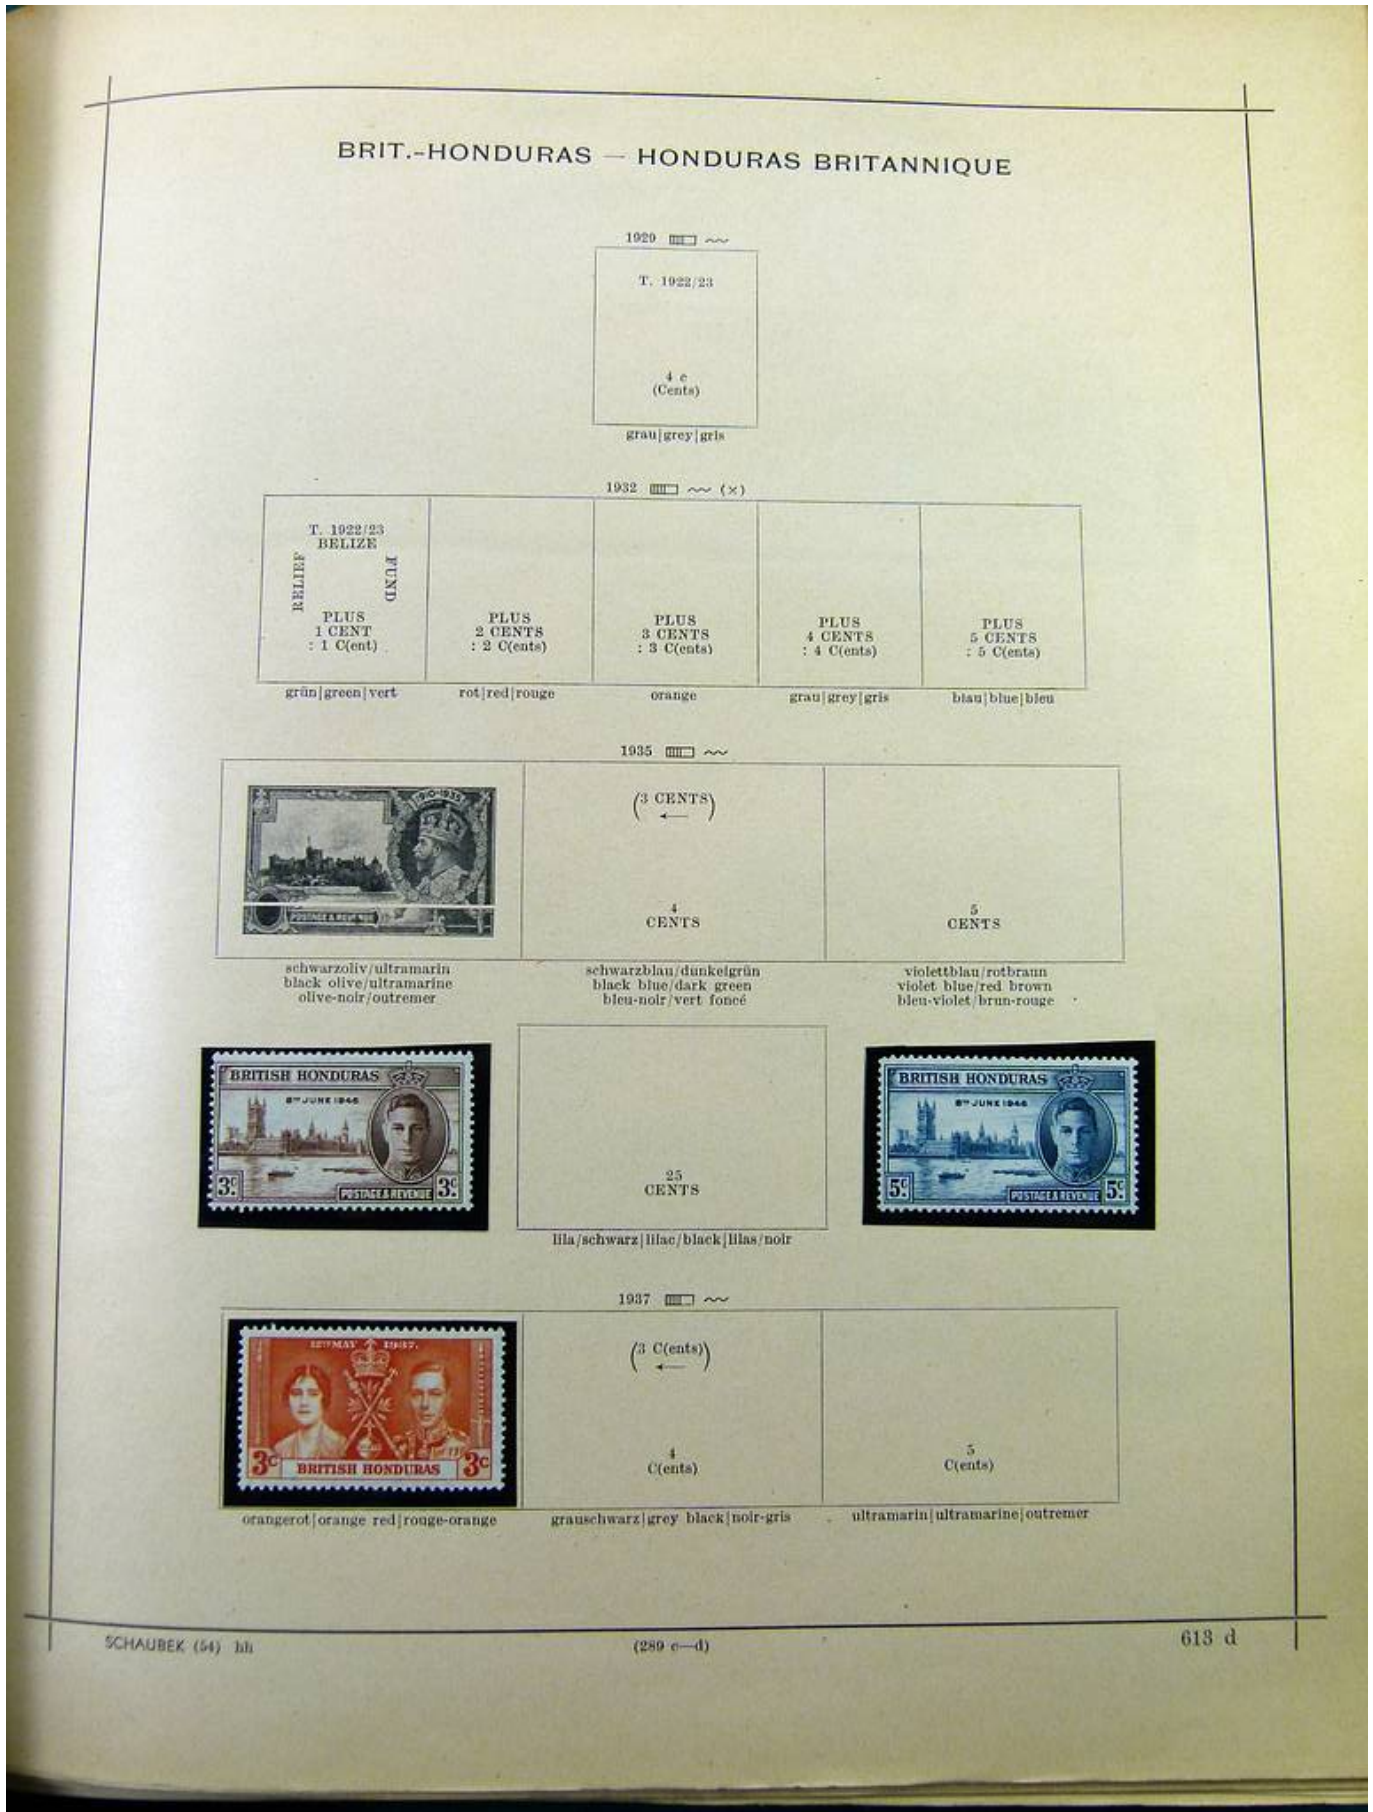 BRIT.-HONDURAS — HONDURAS BRITANNIQUE
1929
T. 1922/23
4 c
(Cents)
grau|grey|gris
1932 (×)
T. 1922/23
BELIZE
RELIEF
FUND
PLUS
1 CENT
: 1 C(ent)
PLUS
2 CENTS
: 2 C(ents)
PLUS
3 CENTS
: 3 C(ents)
PLUS
4 CENTS
: 4 C(ents)
PLUS
5 CENTS
: 5 C(ents)
grün|green|vert
rot|red|rouge
orange
grau|grey|gris
blau|blue|bleu
1935
1910-1935
POSTAGE & REVENUE
(3 CENTS)
4
CENTS
5
CENTS
schwarzoliv/ultramarin
black olive/ultramarine
olive-noir/outremer
schwarzblau/dunkelgrün
black blue/dark green
bleu-noir/vert foncé
violettblau/rotbraun
violet blue/red brown
bleu-violet/brun-rouge
BRITISH HONDURAS
8TH JUNE 1946
3c
POSTAGE & REVENUE
3c
25
CENTS
lila/schwarz|lilac/black|lilas/noir
BRITISH HONDURAS
8TH JUNE 1946
5c
POSTAGE & REVENUE
5c
1937
12TH MAY 1937.
3c
BRITISH HONDURAS
3c
(3 C(ents))
4
C(ents)
5
C(ents)
orangerot|orange red|rouge-orange
grauschwarz|grey black|noir-gris
ultramarin|ultramarine|outremer
SCHAUBEK (54) hh
(289 c—d)
613 d